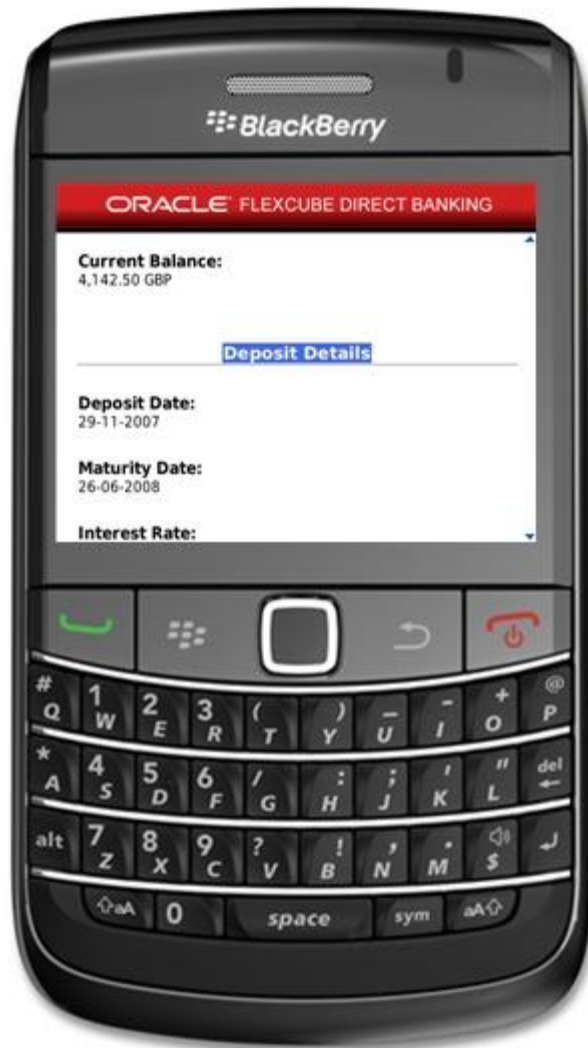 BlackBerry
ORACLE FLEXCUBE DIRECT BANKING
Current Balance:
4,142.50 GBP
Deposit Details
Deposit Date:
29-11-2007
Maturity Date:
26-06-2008
Interest Rate:
# 1 2 3 ( ) _ - + @
Q W E R T Y U I O P
* 4 5 6 / : ; ' " del
A S D F G H J K L
alt 7 8 9 ? ! , .
Z X C V B N M $
aA 0 space sym aA